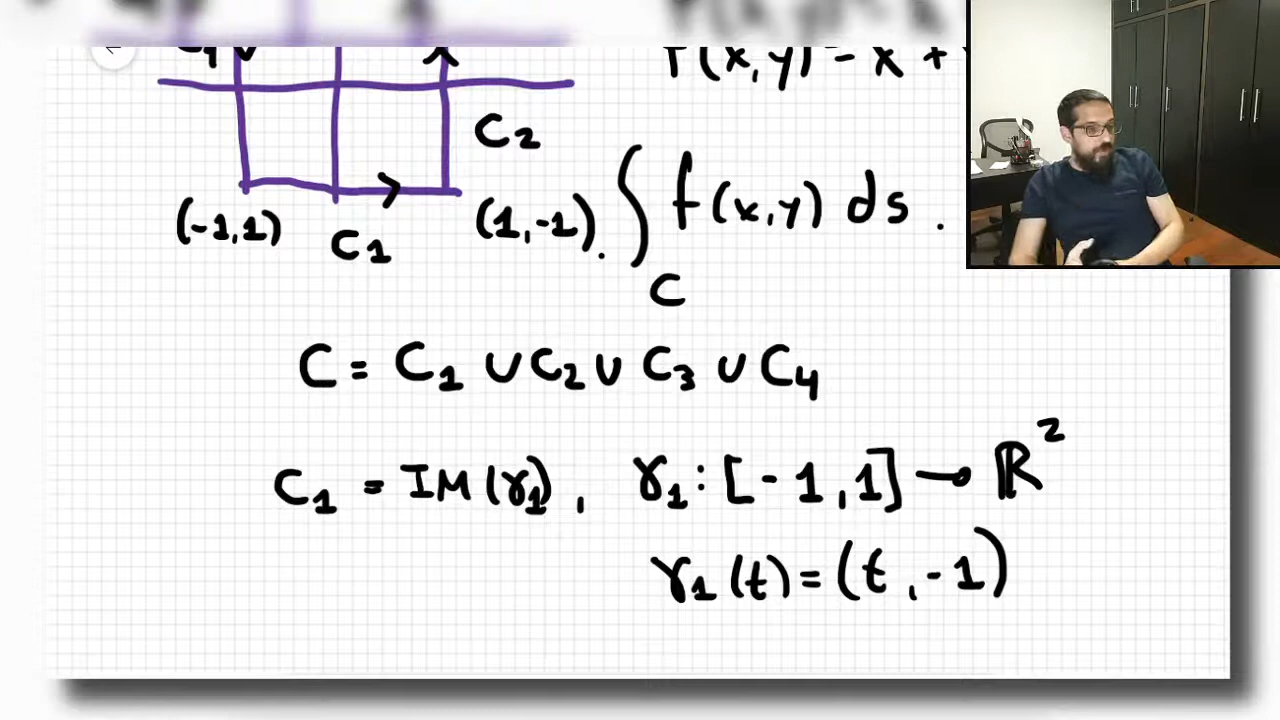 f(x,y) = x +
C2
(-1,1)
C1
(1,-1).
∫ f(x,y) ds .
C
C = C1 ∪ C2 ∪ C3 ∪ C4
C1 = IM(γ1), γ1 : [-1,1] → ℝ²
γ1(t) = (t,-1)